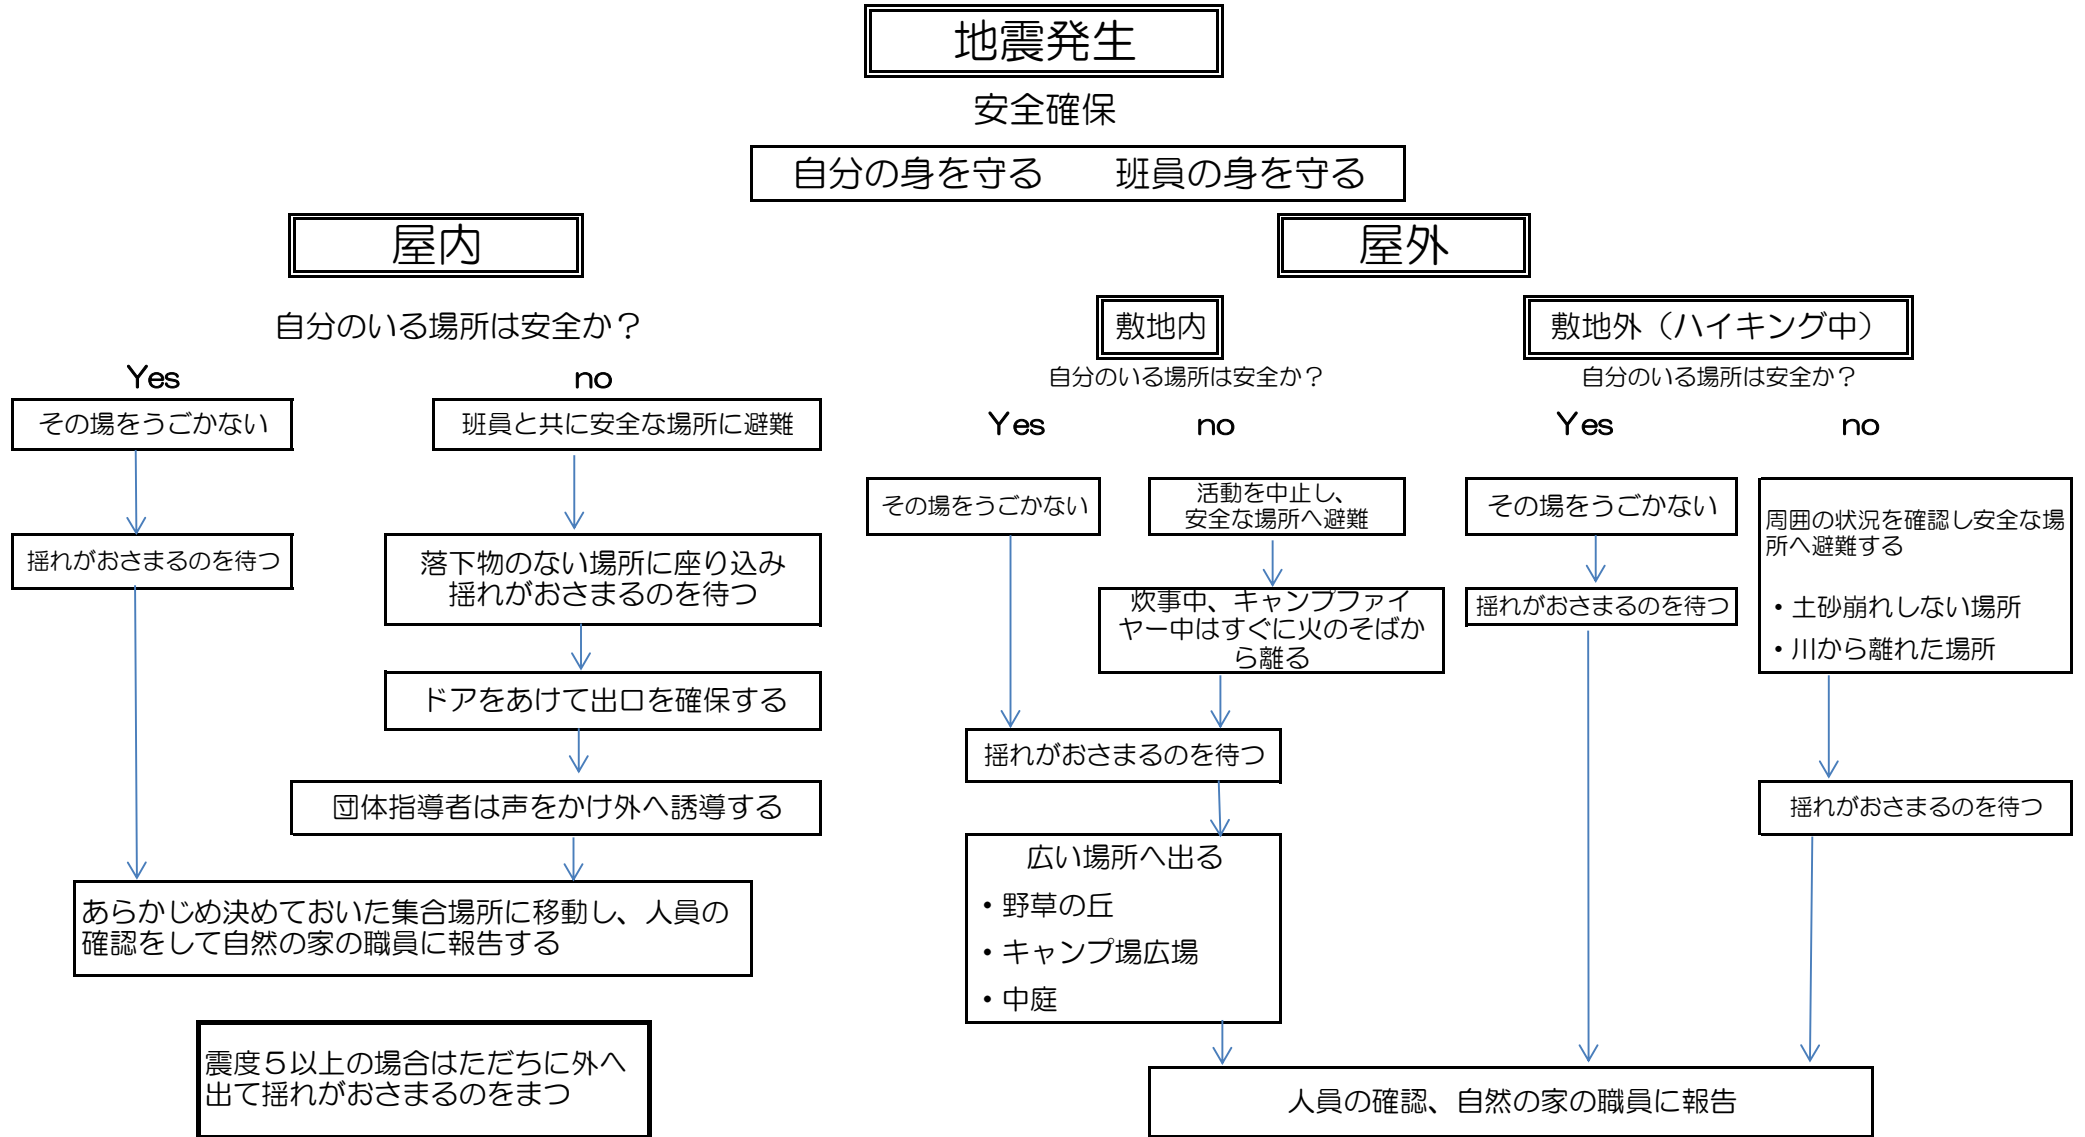 地震発生
安全確保
自分の身を守る　　班員の身を守る
屋内
自分のいる場所は安全か？
Yes
no
その場をうごかない
揺れがおさまるのを待つ
班員と共に安全な場所に避難
落下物のない場所に座り込み
揺れがおさまるのを待つ
ドアをあけて出口を確保する
団体指導者は声をかけ外へ誘導する
あらかじめ決めておいた集合場所に移動し、人員の
確認をして自然の家の職員に報告する
震度５以上の場合はただちに外へ
出て揺れがおさまるのをまつ
屋外
敷地内
自分のいる場所は安全か？
Yes
no
その場をうごかない
活動を中止し、
安全な場所へ避難
炊事中、キャンプファイ
ヤー中はすぐに火のそばか
ら離る
揺れがおさまるのを待つ
広い場所へ出る
・野草の丘
・キャンプ場広場
・中庭
敷地外（ハイキング中）
自分のいる場所は安全か？
Yes
no
その場をうごかない
揺れがおさまるのを待つ
周囲の状況を確認し安全な場
所へ避難する
・土砂崩れしない場所
・川から離れた場所
揺れがおさまるのを待つ
人員の確認、自然の家の職員に報告